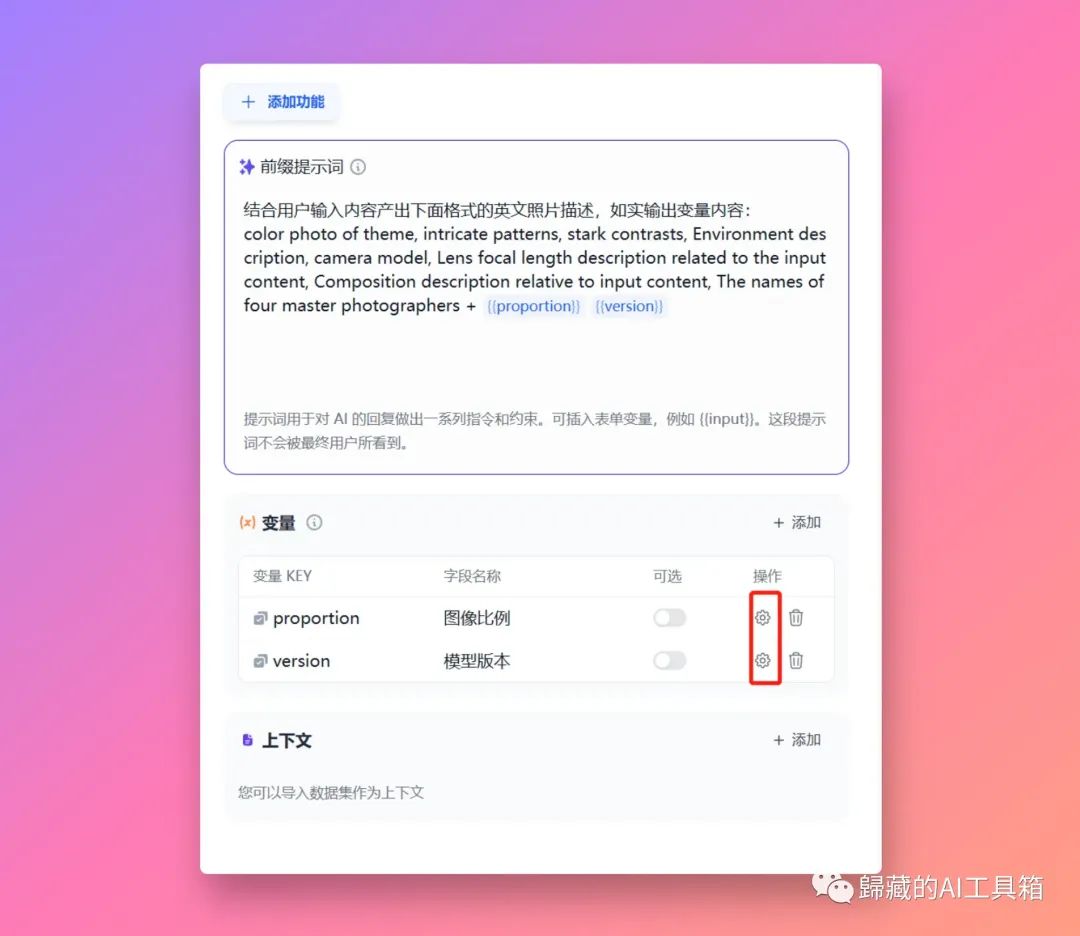 添加功能
前缀提示词
结合用户输入内容产出下面格式的英文照片描述，如实输出变量内容：
color photo of theme, intricate patterns, stark contrasts, Environment des
cription, camera model, Lens focal length description related to the input
content, Composition description relative to input content, The names of
four master photographers + {{proportion}} {{version}}
提示词用于对 AI 的回复做出一系列指令和约束。可插入表单变量，例如 {{input}}。这段提示
词不会被最终用户所看到。
(x) 变量 + 添加
变量 KEY 字段名称 可选 操作
proportion 图像比例
version 模型版本
上下文 + 添加
您可以导入数据集作为上下文
歸藏的AI工具箱